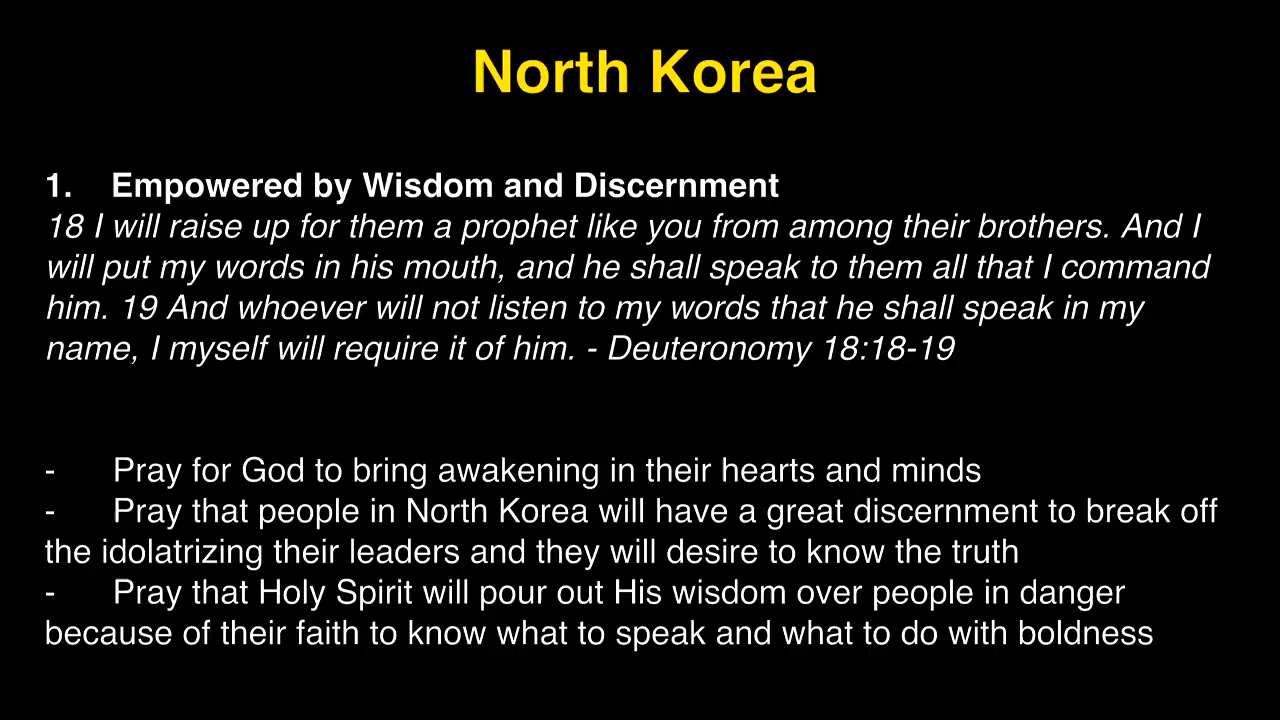 North Korea
1. Empowered by Wisdom and Discernment
18 I will raise up for them a prophet like you from among their brothers. And I
will put my words in his mouth, and he shall speak to them all that I command
him. 19 And whoever will not listen to my words that he shall speak in my
name, I myself will require it of him. - Deuteronomy 18:18-19
- Pray for God to bring awakening in their hearts and minds
- Pray that people in North Korea will have a great discernment to break off
the idolatrizing their leaders and they will desire to know the truth
- Pray that Holy Spirit will pour out His wisdom over people in danger
because of their faith to know what to speak and what to do with boldness